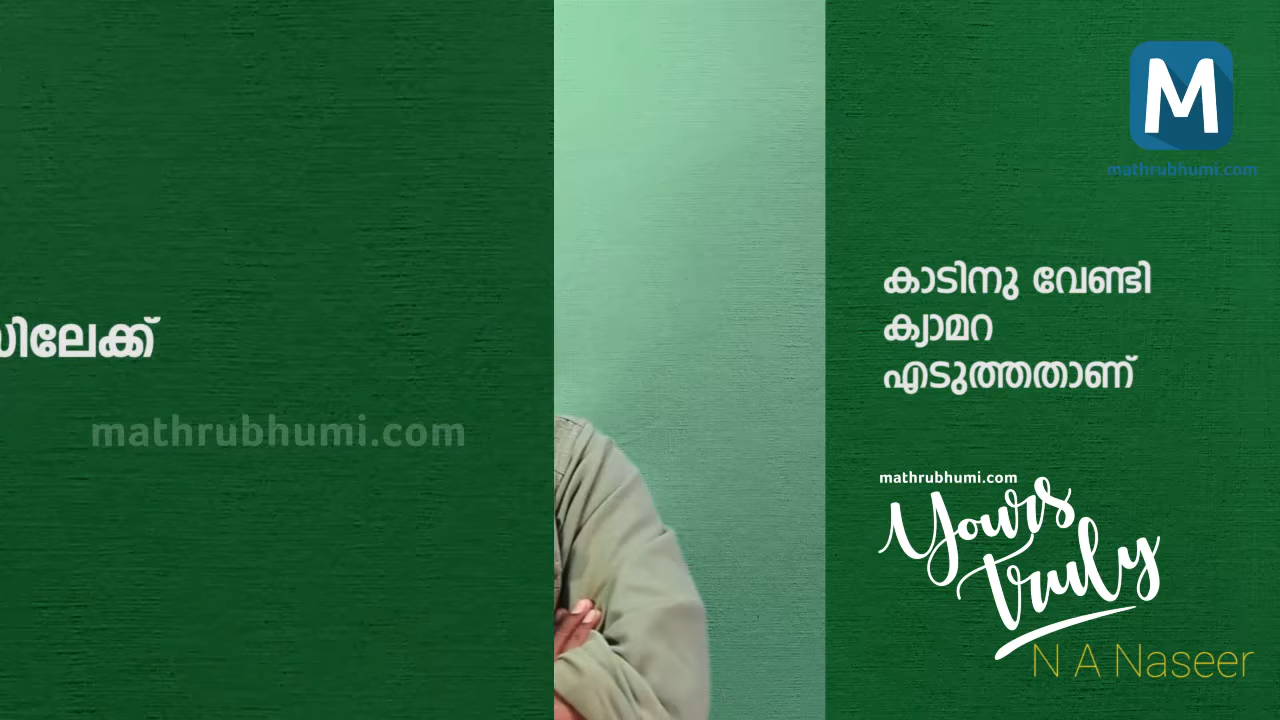 M
mathrubhumi.com
കാടിനു വേണ്ടി
ക്യാമറ
എടുത്തതാണ്
mathrubhumi.com
mathrubhumi.com
Yours
truly
N A Naseer